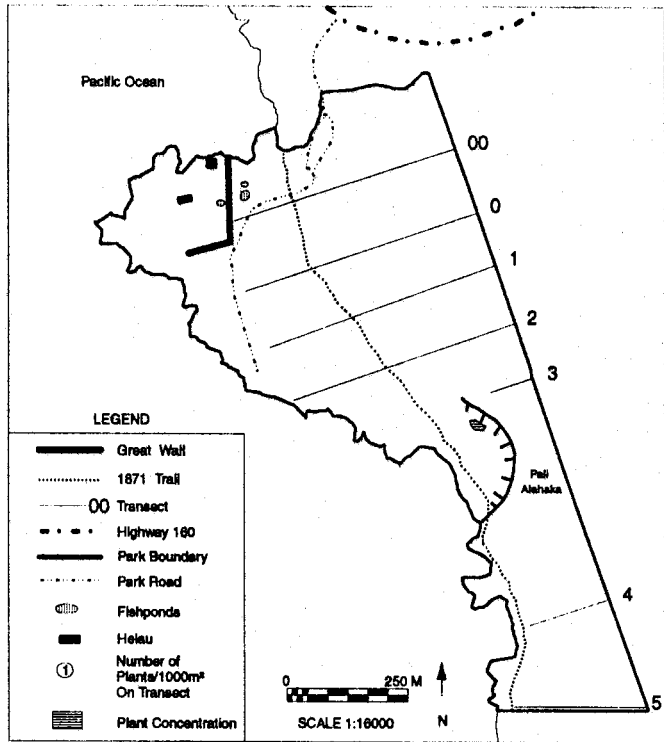 Pacific Ocean
00
0
1
2
3
Pali
Alahaka
4
5
LEGEND
Great Wall
1871 Trail
00 Transect
Highway 160
Park Boundary
Park Road
Fishponds
Heiau
1 Number of
Plants/1000m²
On Transect
Plant Concentration
0 250 M
SCALE 1:16000
N